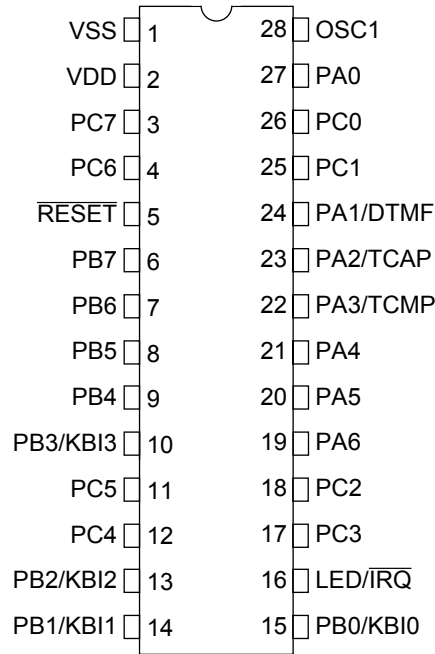 VSS 1 28 OSC1
VDD 2 27 PA0
PC7 3 26 PC0
PC6 4 25 PC1
RESET 5 24 PA1/DTMF
PB7 6 23 PA2/TCAP
PB6 7 22 PA3/TCMP
PB5 8 21 PA4
PB4 9 20 PA5
PB3/KBI3 10 19 PA6
PC5 11 18 PC2
PC4 12 17 PC3
PB2/KBI2 13 16 LED/IRQ
PB1/KBI1 14 15 PB0/KBI0